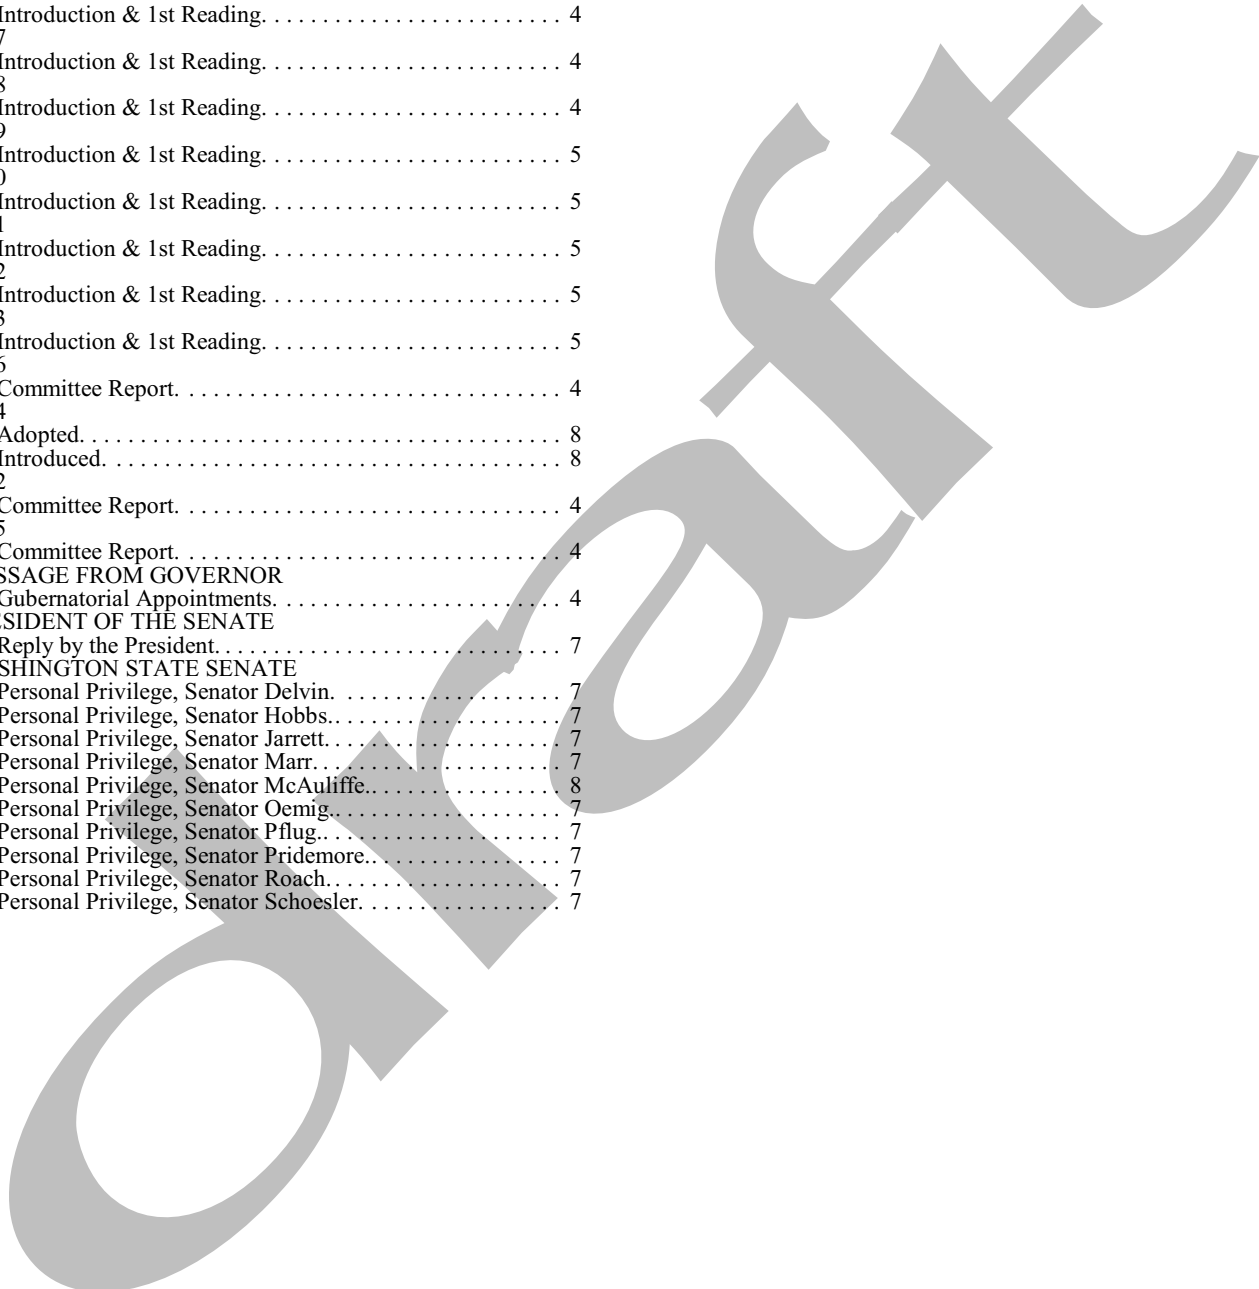 Introduction & 1st Reading. . . . . . . . . . . . . . . . . . . . . . . . . 4
7
Introduction & 1st Reading. . . . . . . . . . . . . . . . . . . . . . . . . 4
8
Introduction & 1st Reading. . . . . . . . . . . . . . . . . . . . . . . . . 4
9
Introduction & 1st Reading. . . . . . . . . . . . . . . . . . . . . . . . . 5
0
Introduction & 1st Reading. . . . . . . . . . . . . . . . . . . . . . . . . 5
1
Introduction & 1st Reading. . . . . . . . . . . . . . . . . . . . . . . . . 5
2
Introduction & 1st Reading. . . . . . . . . . . . . . . . . . . . . . . . . 5
3
Introduction & 1st Reading. . . . . . . . . . . . . . . . . . . . . . . . . 5
6
Committee Report. . . . . . . . . . . . . . . . . . . . . . . . . . . . . . . . 4
4
Adopted. . . . . . . . . . . . . . . . . . . . . . . . . . . . . . . . . . . . . . . . 8
Introduced. . . . . . . . . . . . . . . . . . . . . . . . . . . . . . . . . . . . . . 8
2
Committee Report. . . . . . . . . . . . . . . . . . . . . . . . . . . . . . . . 4
5
Committee Report. . . . . . . . . . . . . . . . . . . . . . . . . . . . . . . . 4
SSAGE FROM GOVERNOR
Gubernatorial Appointments. . . . . . . . . . . . . . . . . . . . . . . . 4
ESIDENT OF THE SENATE
Reply by the President. . . . . . . . . . . . . . . . . . . . . . . . . . . . . 7
SHINGTON STATE SENATE
Personal Privilege, Senator Delvin. . . . . . . . . . . . . . . . . . . 7
Personal Privilege, Senator Hobbs.. . . . . . . . . . . . . . . . . . . 7
Personal Privilege, Senator Jarrett. . . . . . . . . . . . . . . . . . . . 7
Personal Privilege, Senator Marr. . . . . . . . . . . . . . . . . . . . . 7
Personal Privilege, Senator McAuliffe.. . . . . . . . . . . . . . . . 8
Personal Privilege, Senator Oemig. . . . . . . . . . . . . . . . . . . . 7
Personal Privilege, Senator Pflug.. . . . . . . . . . . . . . . . . . . . 7
Personal Privilege, Senator Pridemore.. . . . . . . . . . . . . . . . 7
Personal Privilege, Senator Roach. . . . . . . . . . . . . . . . . . . . 7
Personal Privilege, Senator Schoesler. . . . . . . . . . . . . . . . . 7
draft